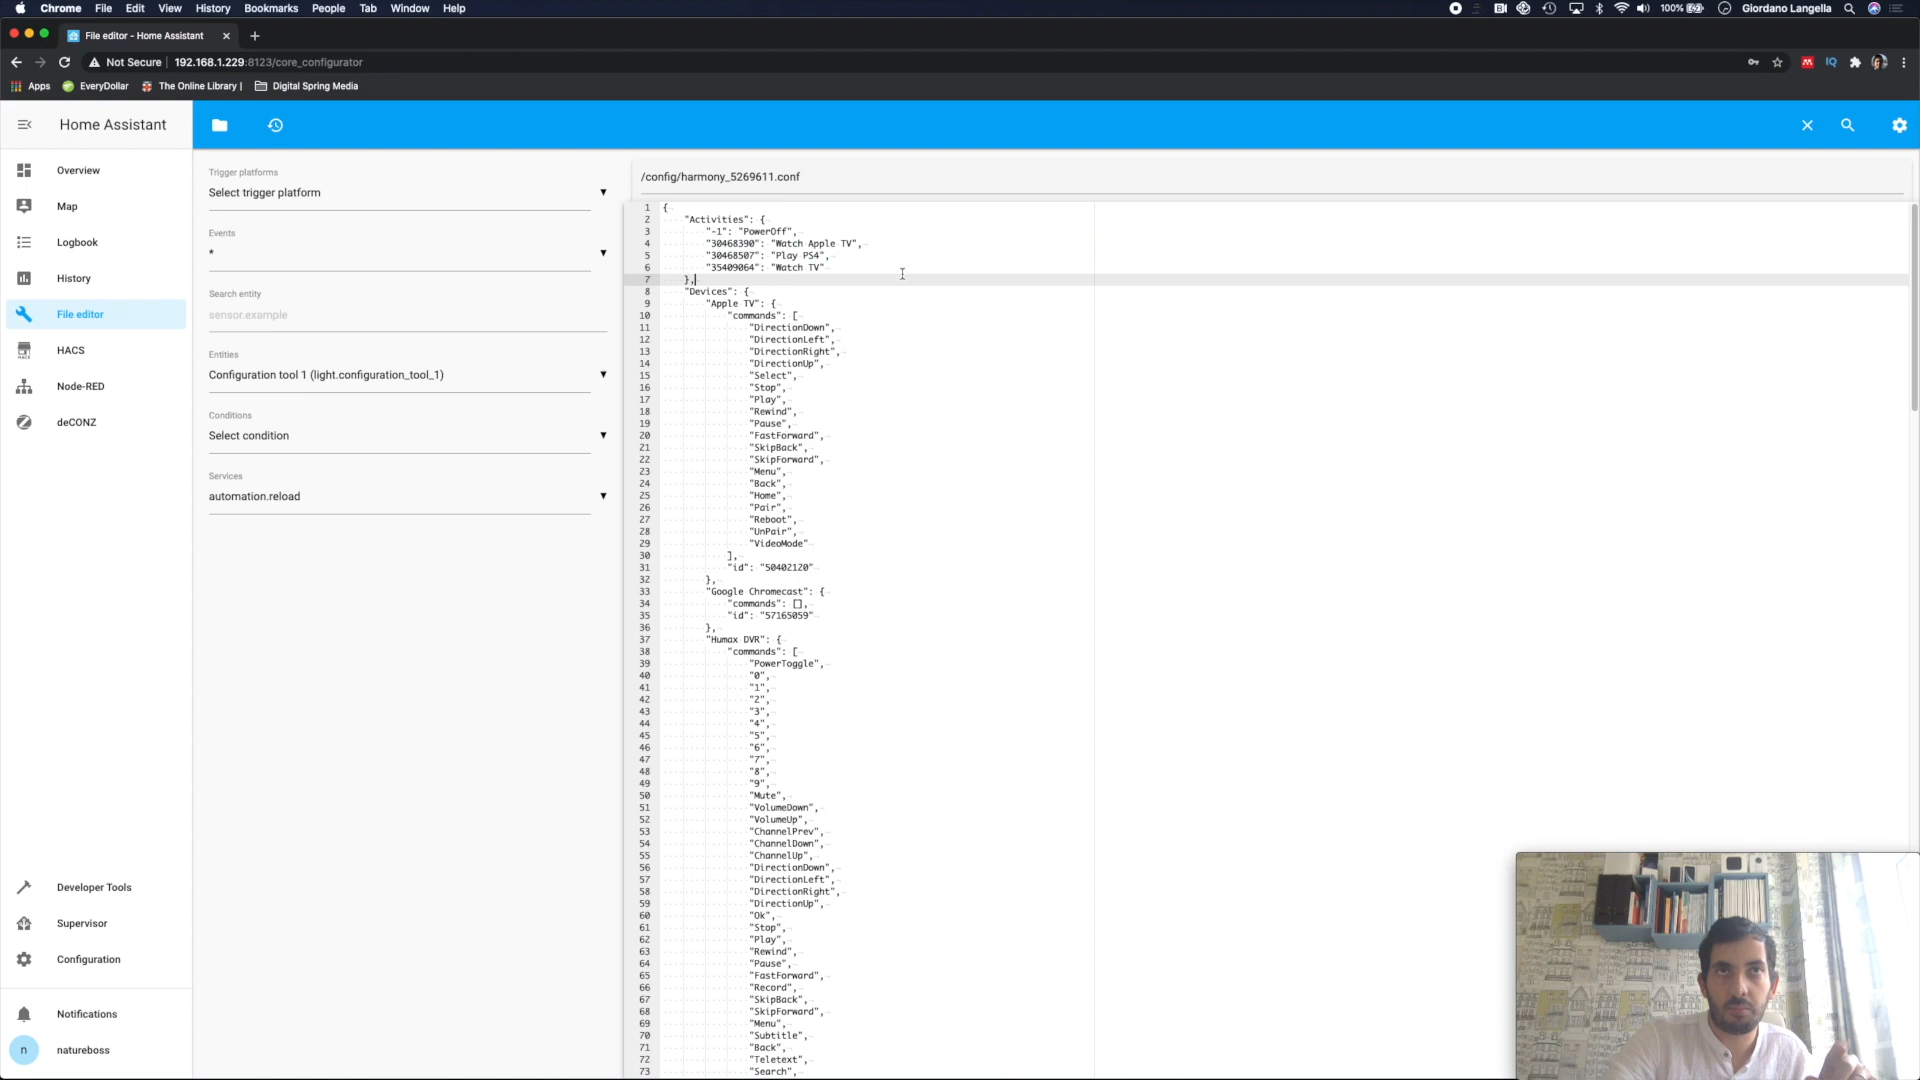 Chrome File Edit View History Bookmarks People Tab Window Help 100% Giordano Langella
File editor - Home Assistant
Not Secure 192.168.1.229:8123/core_configurator
Apps EveryDollar The Online Library | Digital Spring Media
Home Assistant
Overview
Map
Logbook
History
File editor
HACS
Node-RED
deCONZ
Developer Tools
Supervisor
Configuration
Notifications
n natureboss
Trigger platforms
Select trigger platform
Events
*
Search entity
sensor.example
Entities
Configuration tool 1 (light.configuration_tool_1)
Conditions
Select condition
Services
automation.reload
/config/harmony_5269611.conf
1 {
2 "Activities": {
3 "-1": "PowerOff",
4 "30468390": "Watch Apple TV",
5 "30468507": "Play PS4",
6 "35409064": "Watch TV"
7 },
8 "Devices": {
9 "Apple TV": {
10 "commands": [
11 "DirectionDown",
12 "DirectionLeft",
13 "DirectionRight",
14 "DirectionUp",
15 "Select",
16 "Stop",
17 "Play",
18 "Rewind",
19 "Pause",
20 "FastForward",
21 "SkipBack",
22 "SkipForward",
23 "Menu",
24 "Back",
25 "Home",
26 "Pair",
27 "Reboot",
28 "UnPair",
29 "VideoMode"
30 ],
31 "id": "50402120"
32 },
33 "Google Chromecast": {
34 "commands": [],
35 "id": "57165059"
36 },
37 "Humax DVR": {
38 "commands": [
39 "PowerToggle",
40 "0",
41 "1",
42 "2",
43 "3",
44 "4",
45 "5",
46 "6",
47 "7",
48 "8",
49 "9",
50 "Mute",
51 "VolumeDown",
52 "VolumeUp",
53 "ChannelPrev",
54 "ChannelDown",
55 "ChannelUp",
56 "DirectionDown",
57 "DirectionLeft",
58 "DirectionRight",
59 "DirectionUp",
60 "Ok",
61 "Stop",
62 "Play",
63 "Rewind",
64 "Pause",
65 "FastForward",
66 "Record",
67 "SkipBack",
68 "SkipForward",
69 "Menu",
70 "Subtitle",
71 "Back",
72 "Teletext",
73 "Search",